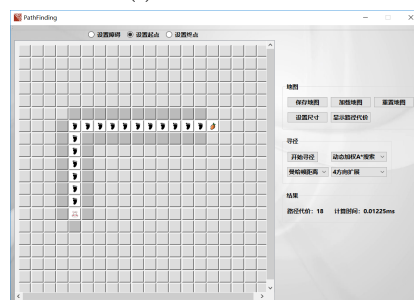 (3)
PathFinding
设置障碍 设置起点 设置终点
地图
保存地图 加载地图 重置地图
设置尺寸 显示路径代价
寻径
开始寻径 动态加权A*搜索
曼哈顿距离 4方向扩展
结果
路径代价: 18 计算时间: 0.01225ms